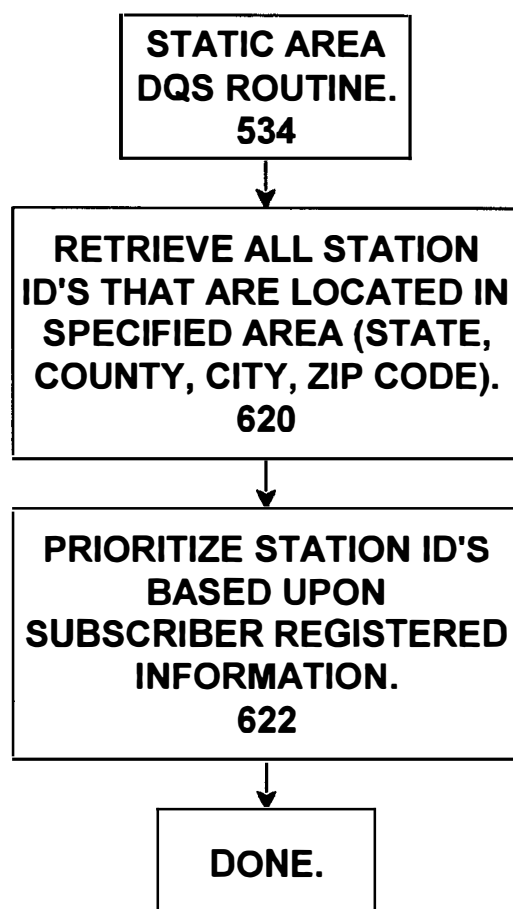 STATIC AREA
DQS ROUTINE.
534
RETRIEVE ALL STATION
ID'S THAT ARE LOCATED IN
SPECIFIED AREA (STATE,
COUNTY, CITY, ZIP CODE).
620
PRIORITIZE STATION ID'S
BASED UPON
SUBSCRIBER REGISTERED
INFORMATION.
622
DONE.